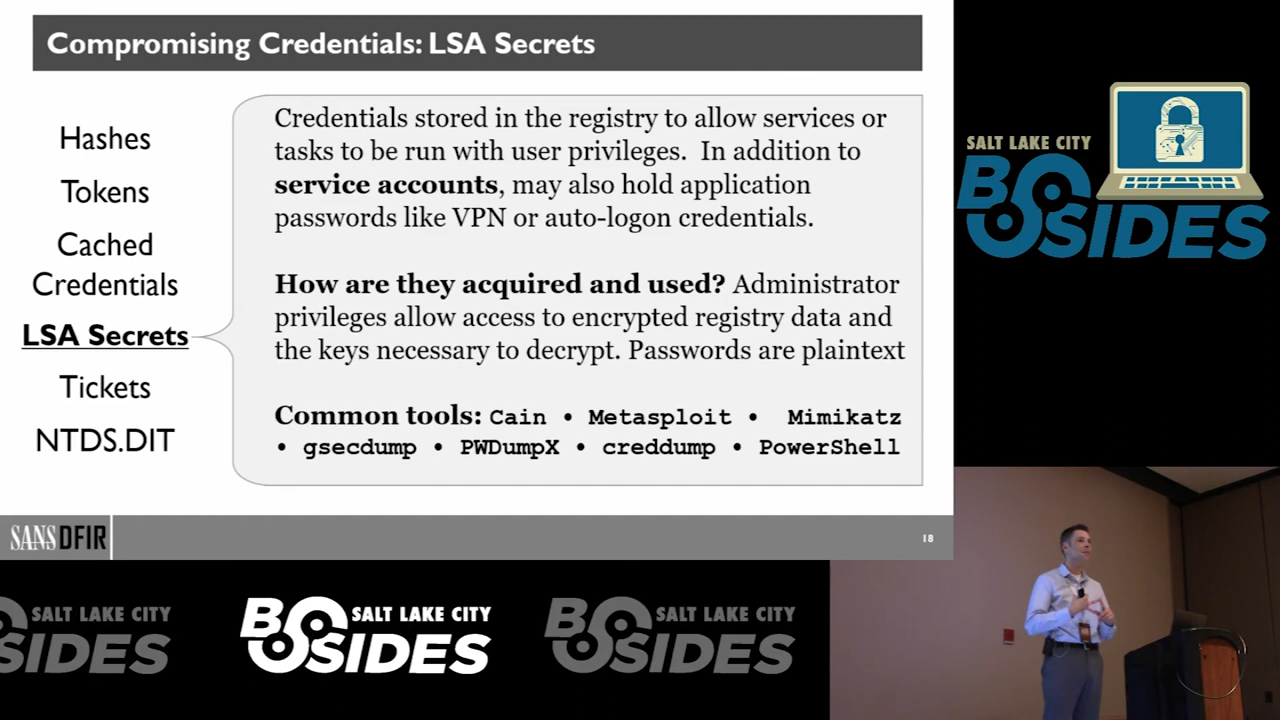 Compromising Credentials: LSA Secrets
Hashes
Tokens
Cached
Credentials
LSA Secrets
Tickets
NTDS.DIT
Credentials stored in the registry to allow services or
tasks to be run with user privileges. In addition to
service accounts, may also hold application
passwords like VPN or auto-logon credentials.
How are they acquired and used? Administrator
privileges allow access to encrypted registry data and
the keys necessary to decrypt. Passwords are plaintext
Common tools: Cain • Metasploit • Mimikatz
• gsecdump • PWDumpX • creddump • PowerShell
SANS DFIR
18
SALT LAKE CITY
BSIDES
SALT LAKE CITY
SIDES
SALT LAKE CITY
BSIDES
SALT LAKE CITY
BSIDES